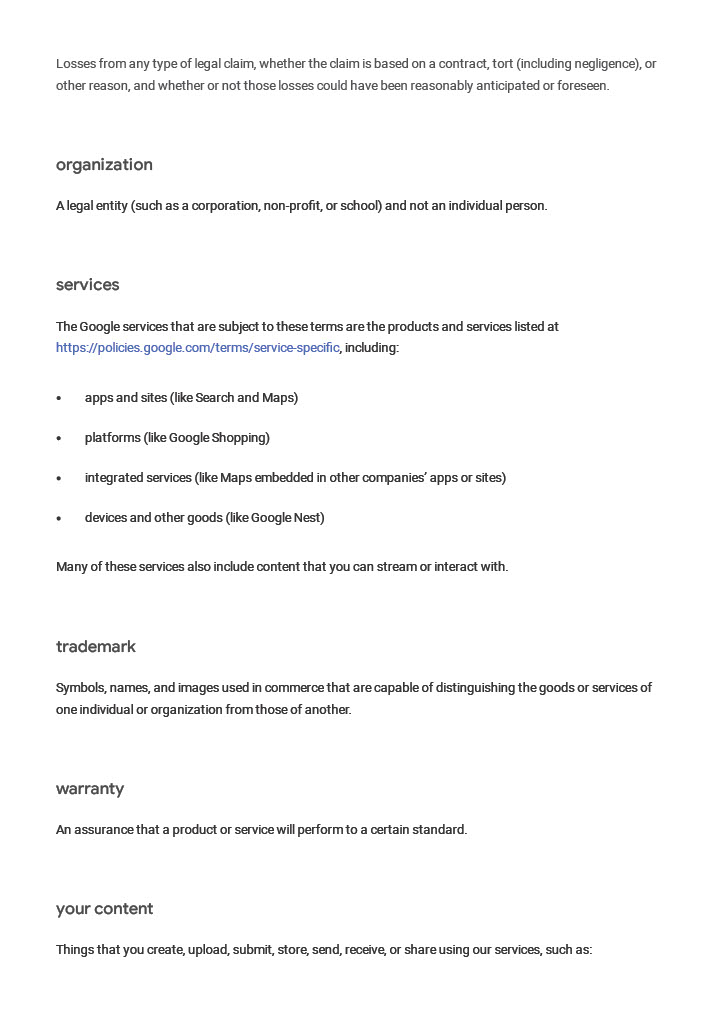 Losses from any type of legal claim, whether the claim is based on a contract, tort (including negligence), or
other reason, and whether or not those losses could have been reasonably anticipated or foreseen.
organization
A legal entity (such as a corporation, non-profit, or school) and not an individual person.
services
The Google services that are subject to these terms are the products and services listed at
https://policies.google.com/terms/service-specific, including:
• apps and sites (like Search and Maps)
• platforms (like Google Shopping)
• integrated services (like Maps embedded in other companies’ apps or sites)
• devices and other goods (like Google Nest)
Many of these services also include content that you can stream or interact with.
trademark
Symbols, names, and images used in commerce that are capable of distinguishing the goods or services of
one individual or organization from those of another.
warranty
An assurance that a product or service will perform to a certain standard.
your content
Things that you create, upload, submit, store, send, receive, or share using our services, such as: